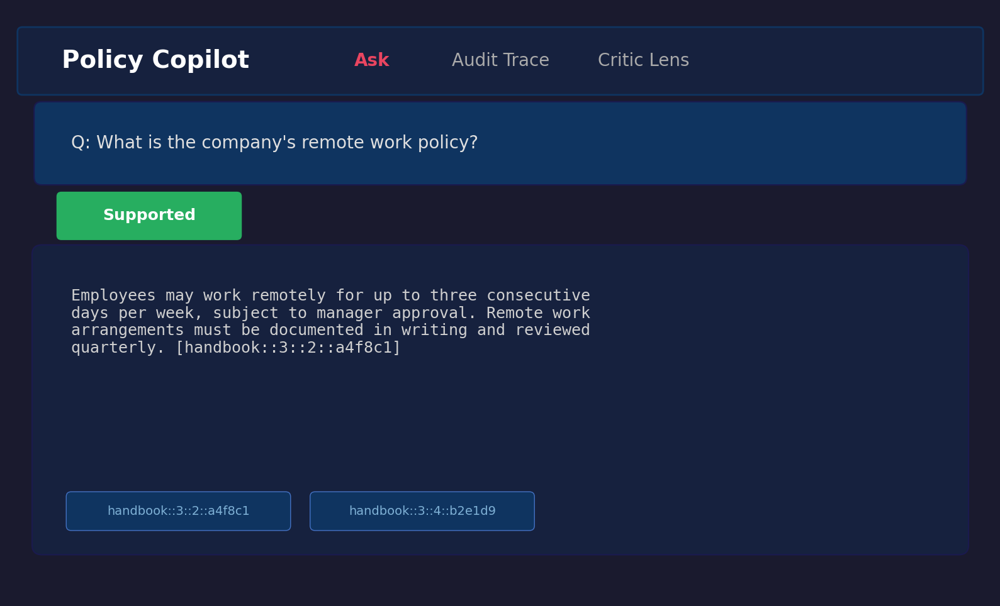 Policy Copilot Ask Audit Trace Critic Lens
Q: What is the company's remote work policy?
Supported
Employees may work remotely for up to three consecutive
days per week, subject to manager approval. Remote work
arrangements must be documented in writing and reviewed
quarterly. [handbook::3::2::a4f8c1]
handbook::3::2::a4f8c1 handbook::3::4::b2e1d9